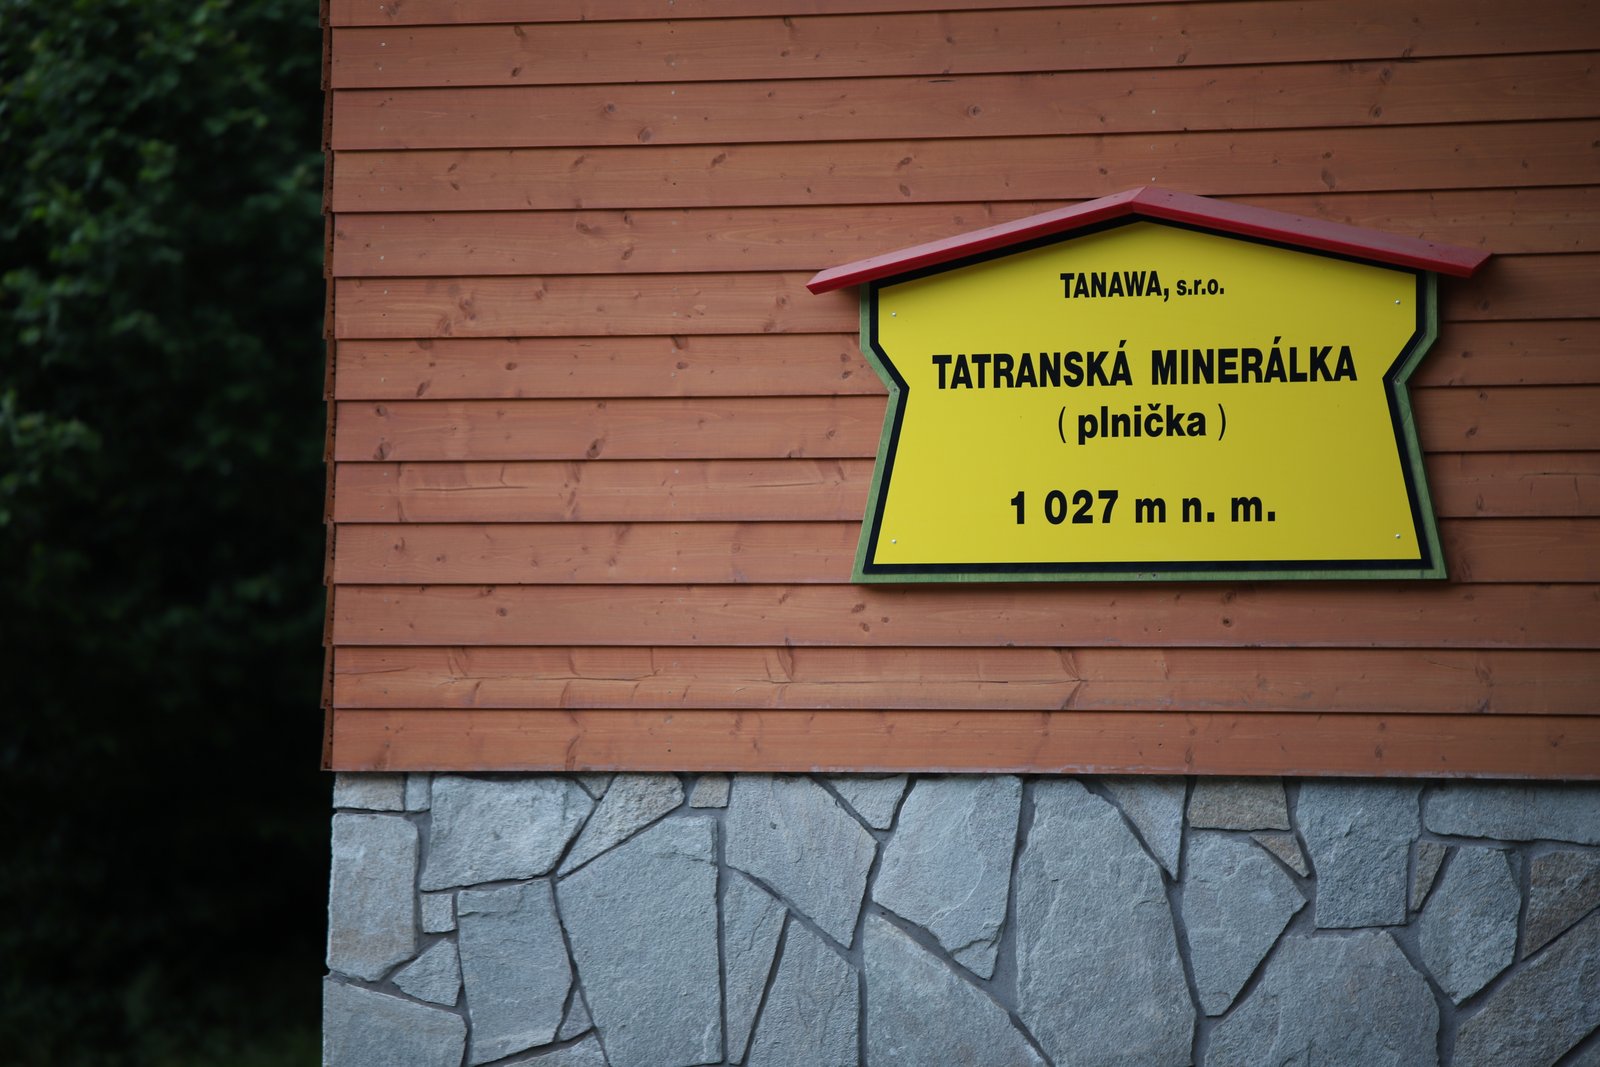 TANAWA, s.r.o.
TATRANSKÁ MINERÁLKA
( plnička )
1 027 m n. m.